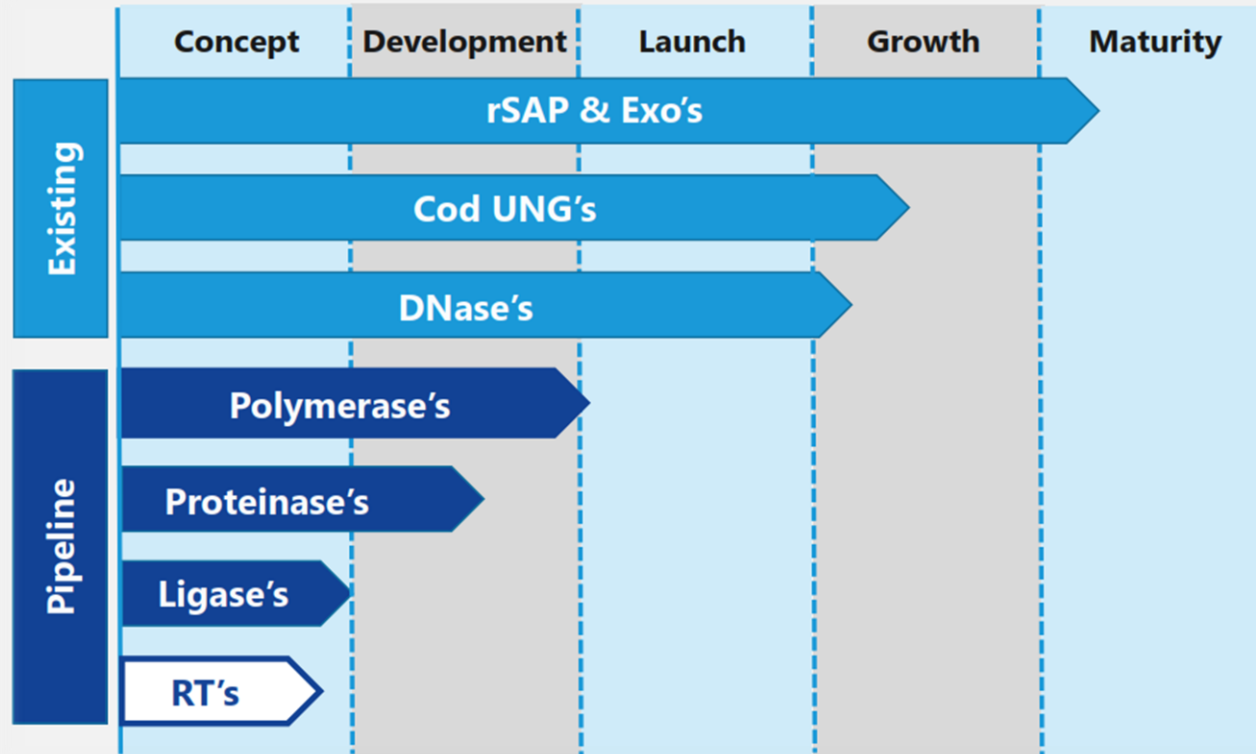 Concept
Development
Launch
Growth
Maturity
Existing
rSAP & Exo’s
Cod UNG’s
DNase’s
Pipeline
Polymerase’s
Proteinase’s
Ligase’s
RT’s